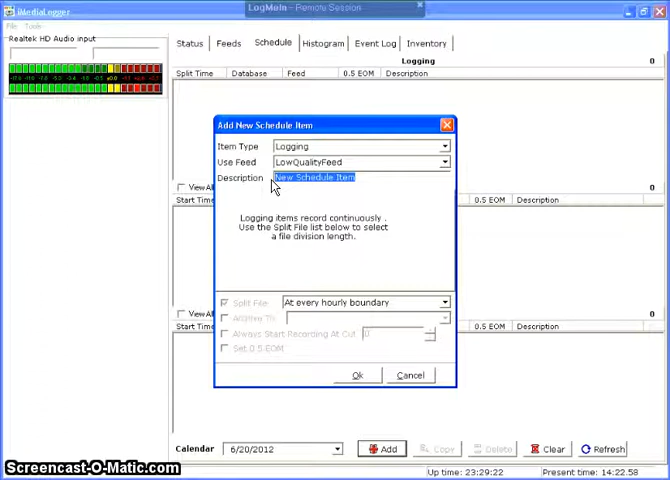 LogMeIn - Remote Session
iMediaLogger
File Tools
Realtek HD Audio input
Status Feeds Schedule Histogram Event Log Inventory
Logging 0
Split Time Database Feed 0.5 EOM Description
Add New Schedule Item
Item Type Logging
Use Feed LowQualityFeed
Description New Schedule Item
Logging items record continuously .
Use the Split File list below to select
a file division length.
View All
Start Time 0.5 EOM Description
0
Split File At every hourly boundary
Archive To:
Always Start Recording At Cut 0
Set 0.5 EOM
View All
Start Time 0.5 EOM Description
0
Ok Cancel
Calendar 6/20/2012 Add Copy Delete Clear Refresh
Screencast-O-Matic.com
Up time: 23:29:22 Present time: 14:22.58